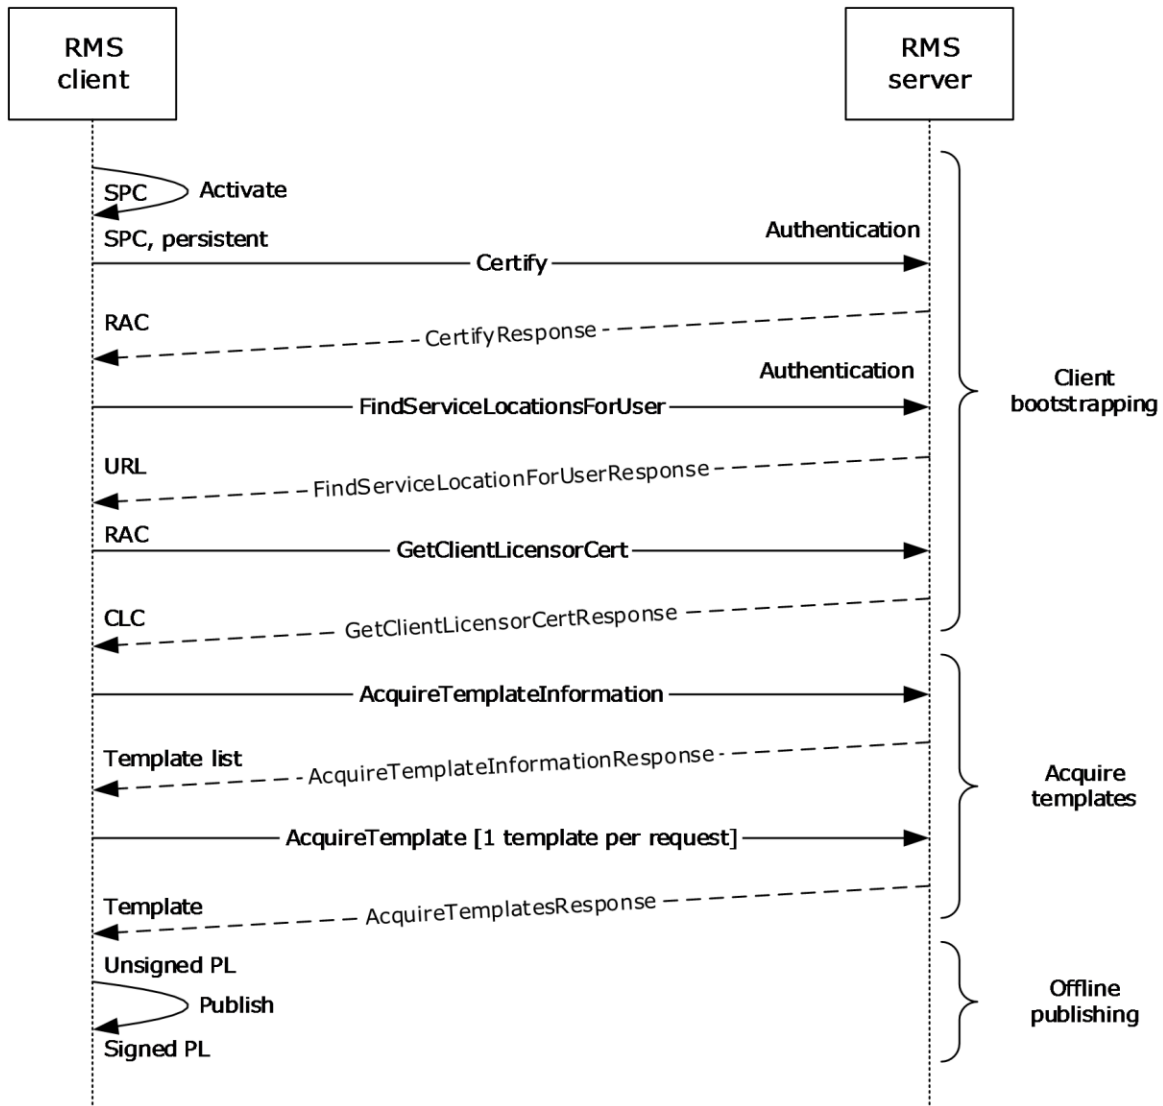 RMS
client
RMS
server
SPC
Activate
SPC, persistent
Authentication
Certify
RAC
CertifyResponse
Authentication
FindServiceLocationsForUser
Client
bootstrapping
URL
FindServiceLocationForUserResponse
RAC
GetClientLicensorCert
CLC
GetClientLicensorCertResponse
AcquireTemplateInformation
Template list
AcquireTemplateInformationResponse
Acquire
templates
AcquireTemplate [1 template per request]
Template
AcquireTemplatesResponse
Unsigned PL
Publish
Offline
publishing
Signed PL